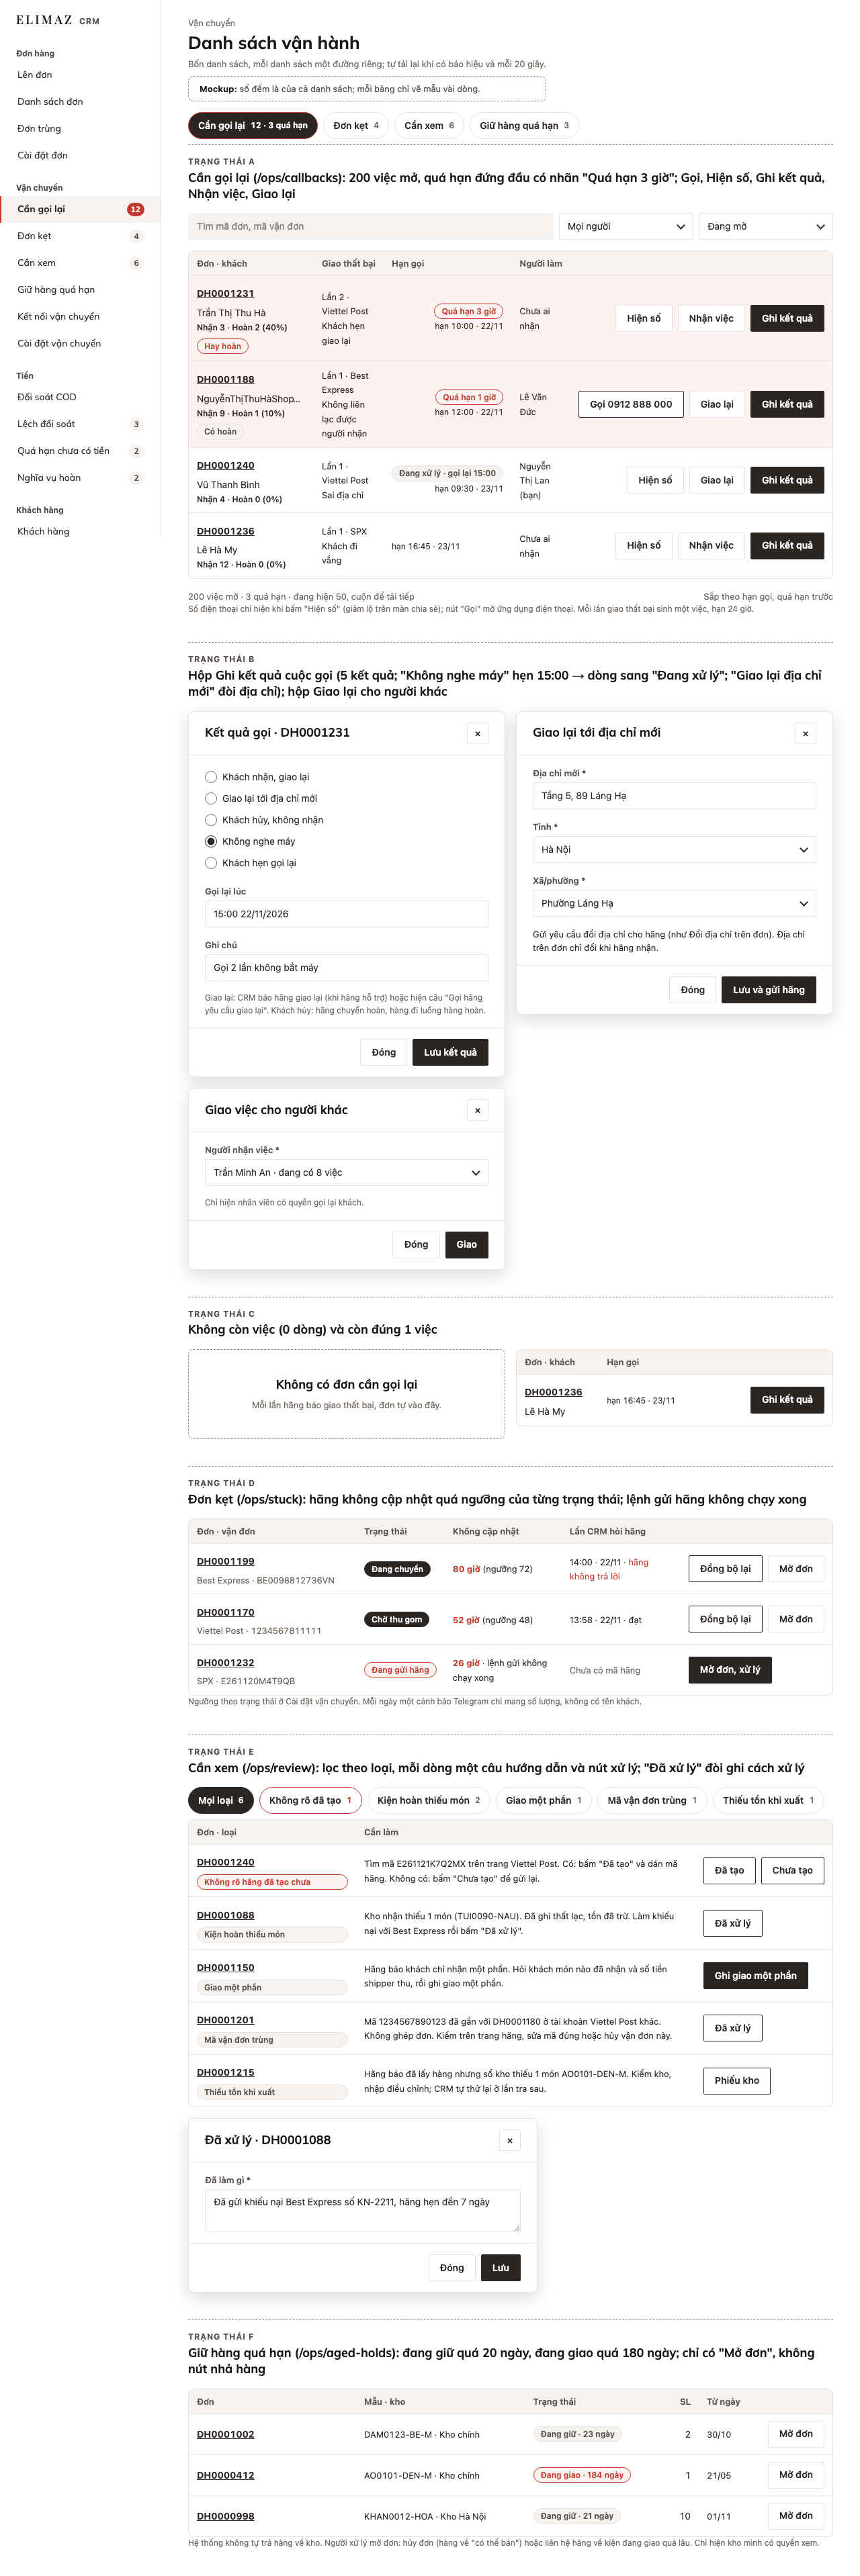 ELIMAZ CRM
Đơn hàng
Lên đơn
Danh sách đơn
Đơn trùng
Cài đặt đơn
Vận chuyển
Cần gọi lại 12
Đơn kẹt 4
Cần xem 6
Giữ hàng quá hạn
Kết nối vận chuyển
Cài đặt vận chuyển
Tiền
Đối soát COD
Lệch đối soát 3
Quá hạn chưa có tiền 2
Nghĩa vụ hoàn 2
Khách hàng
Khách hàng
Vận chuyển
Danh sách vận hành
Bốn danh sách, mỗi danh sách một đường riêng; tự tải lại khi có báo hiệu và mỗi 20 giây.
Mockup: số đếm là của cả danh sách; mỗi bảng chỉ vẽ mẫu vài dòng.
Cần gọi lại 12 · 3 quá hạn
Đơn kẹt 4
Cần xem 6
Giữ hàng quá hạn 3
TRẠNG THÁI A
Cần gọi lại (/ops/callbacks): 200 việc mở, quá hạn đứng đầu có nhãn "Quá hạn 3 giờ"; Gọi, Hiện số, Ghi kết quả,
Nhận việc, Giao lại
Tìm mã đơn, mã vận đơn
Mọi người
Đang mở
Đơn · khách Giao thất bại Hạn gọi Người làm
DH0001231
Trần Thị Thu Hà
Nhận 3 · Hoàn 2 (40%)
Hay hoàn
Lần 2 ·
Viettel Post
Khách hẹn
giao lại
Quá hạn 3 giờ
hạn 10:00 · 22/11
Chưa ai
nhận
Hiện số
Nhận việc
Ghi kết quả
DH0001188
NguyễnThịThuHàShop...
Nhận 9 · Hoàn 1 (10%)
Có hoàn
Lần 1 · Best
Express
Không liên
lạc được
người nhận
Quá hạn 1 giờ
hạn 12:00 · 22/11
Lê Văn
Đức
Gọi 0912 888 000
Giao lại
Ghi kết quả
DH0001240
Vũ Thanh Bình
Nhận 4 · Hoàn 0 (0%)
Lần 1 ·
Viettel Post
Sai địa chỉ
Đang xử lý · gọi lại 15:00
hạn 09:30 · 23/11
Nguyễn
Thị Lan
(bạn)
Hiện số
Giao lại
Ghi kết quả
DH0001236
Lê Hà My
Nhận 12 · Hoàn 0 (0%)
Lần 1 · SPX
Khách đi
vắng
hạn 16:45 · 23/11
Chưa ai
nhận
Hiện số
Nhận việc
Ghi kết quả
200 việc mở · 3 quá hạn · đang hiện 50, cuộn để tải tiếp
Sắp theo hạn gọi, quá hạn trước
Số điện thoại chỉ hiện khi bấm "Hiện số" (giảm lộ trên màn chia sẻ); nút "Gọi" mở ứng dụng điện thoại. Mỗi lần giao thất bại sinh một việc, hạn 24 giờ.
TRẠNG THÁI B
Hộp Ghi kết quả cuộc gọi (5 kết quả; "Không nghe máy" hẹn 15:00 → dòng sang "Đang xử lý"; "Giao lại địa chỉ
mới" đòi địa chỉ); hộp Giao lại cho người khác
Kết quả gọi · DH0001231
×
Khách nhận, giao lại
Giao lại tới địa chỉ mới
Khách hủy, không nhận
Không nghe máy
Khách hẹn gọi lại
Gọi lại lúc
15:00 22/11/2026
Ghi chú
Gọi 2 lần không bắt máy
Giao lại: CRM báo hãng giao lại (khi hãng hỗ trợ) hoặc hiện câu "Gọi hãng
yêu cầu giao lại". Khách hủy: hãng chuyển hoàn, hàng đi luồng hàng hoàn.
Đóng
Lưu kết quả
Giao lại tới địa chỉ mới
×
Địa chỉ mới *
Tầng 5, 89 Láng Hạ
Tỉnh *
Hà Nội
Xã/phường *
Phường Láng Hạ
Gửi yêu cầu đổi địa chỉ cho hãng (như Đổi địa chỉ trên đơn). Địa chỉ
trên đơn chỉ đổi khi hãng nhận.
Đóng
Lưu và gửi hãng
Giao việc cho người khác
×
Người nhận việc *
Trần Minh An · đang có 8 việc
Chỉ hiện nhân viên có quyền gọi lại khách.
Đóng
Giao
TRẠNG THÁI C
Không còn việc (0 dòng) và còn đúng 1 việc
Không có đơn cần gọi lại
Mỗi lần hãng báo giao thất bại, đơn tự vào đây.
Đơn · khách Hạn gọi
DH0001236
Lê Hà My
hạn 16:45 · 23/11
Ghi kết quả
TRẠNG THÁI D
Đơn kẹt (/ops/stuck): hãng không cập nhật quá ngưỡng của từng trạng thái; lệnh gửi hãng không chạy xong
Đơn · vận đơn Trạng thái Không cập nhật Lần CRM hỏi hãng
DH0001199
Best Express · BE0098812736VN
Đang chuyển
80 giờ (ngưỡng 72)
14:00 · 22/11 · hãng
không trả lời
Đồng bộ lại
Mở đơn
DH0001170
Viettel Post · 1234567811111
Chờ thu gom
52 giờ (ngưỡng 48)
13:58 · 22/11 · đạt
Đồng bộ lại
Mở đơn
DH0001232
SPX · E261120M4T9QB
Đang gửi hãng
26 giờ · lệnh gửi không
chạy xong
Chưa có mã hãng
Mở đơn, xử lý
Ngưỡng theo trạng thái ở Cài đặt vận chuyển. Mỗi ngày một cảnh báo Telegram chỉ mang số lượng, không có tên khách.
TRẠNG THÁI E
Cần xem (/ops/review): lọc theo loại, mỗi dòng một câu hướng dẫn và nút xử lý; "Đã xử lý" đòi ghi cách xử lý
Mọi loại 6
Không rõ đã tạo 1
Kiện hoàn thiếu món 2
Giao một phần 1
Mã vận đơn trùng 1
Thiếu tồn khi xuất 1
Đơn · loại Cần làm
DH0001240
Không rõ hãng đã tạo chưa
Tìm mã E261121K7Q2MX trên trang Viettel Post. Có: bấm "Đã tạo" và dán mã
hãng. Không có: bấm "Chưa tạo" để gửi lại.
Đã tạo
Chưa tạo
DH0001088
Kiện hoàn thiếu món
Kho nhận thiếu 1 món (TUI0090-NAU). Đã ghi thất lạc, tồn đã trừ. Làm khiếu
nại với Best Express rồi bấm "Đã xử lý".
Đã xử lý
DH0001150
Giao một phần
Hãng báo khách chỉ nhận một phần. Hỏi khách món nào đã nhận và số tiền
shipper thu, rồi ghi giao một phần.
Ghi giao một phần
DH0001201
Mã vận đơn trùng
Mã 1234567890123 đã gắn với DH0001180 ở tài khoản Viettel Post khác.
Không ghép đơn. Kiểm trên trang hãng, sửa mã đúng hoặc hủy vận đơn này.
Đã xử lý
DH0001215
Thiếu tồn khi xuất
Hãng báo đã lấy hàng nhưng sổ kho thiếu 1 món AO0101-DEN-M. Kiểm kho,
nhập điều chỉnh; CRM tự thử lại ở lần tra sau.
Phiếu kho
Đã xử lý · DH0001088
×
Đã làm gì *
Đã gửi khiếu nại Best Express số KN-2211, hãng hẹn đền 7 ngày
Đóng
Lưu
TRẠNG THÁI F
Giữ hàng quá hạn (/ops/aged-holds): đang giữ quá 20 ngày, đang giao quá 180 ngày; chỉ có "Mở đơn", không
nút nhả hàng
Đơn Mẫu · kho Trạng thái SL Từ ngày
DH0001002 DAM0123-BE-M · Kho chính Đang giữ · 23 ngày 2 30/10 Mở đơn
DH0000412 AO0101-DEN-M · Kho chính Đang giao · 184 ngày 1 21/05 Mở đơn
DH0000998 KHAN0012-HOA · Kho Hà Nội Đang giữ · 21 ngày 10 01/11 Mở đơn
Hệ thống không tự trả hàng về kho. Người xử lý mở đơn: hủy đơn (hàng về "có thể bán") hoặc liên hệ hãng về kiện đang giao quá lâu. Chỉ hiện kho mình có quyền xem.